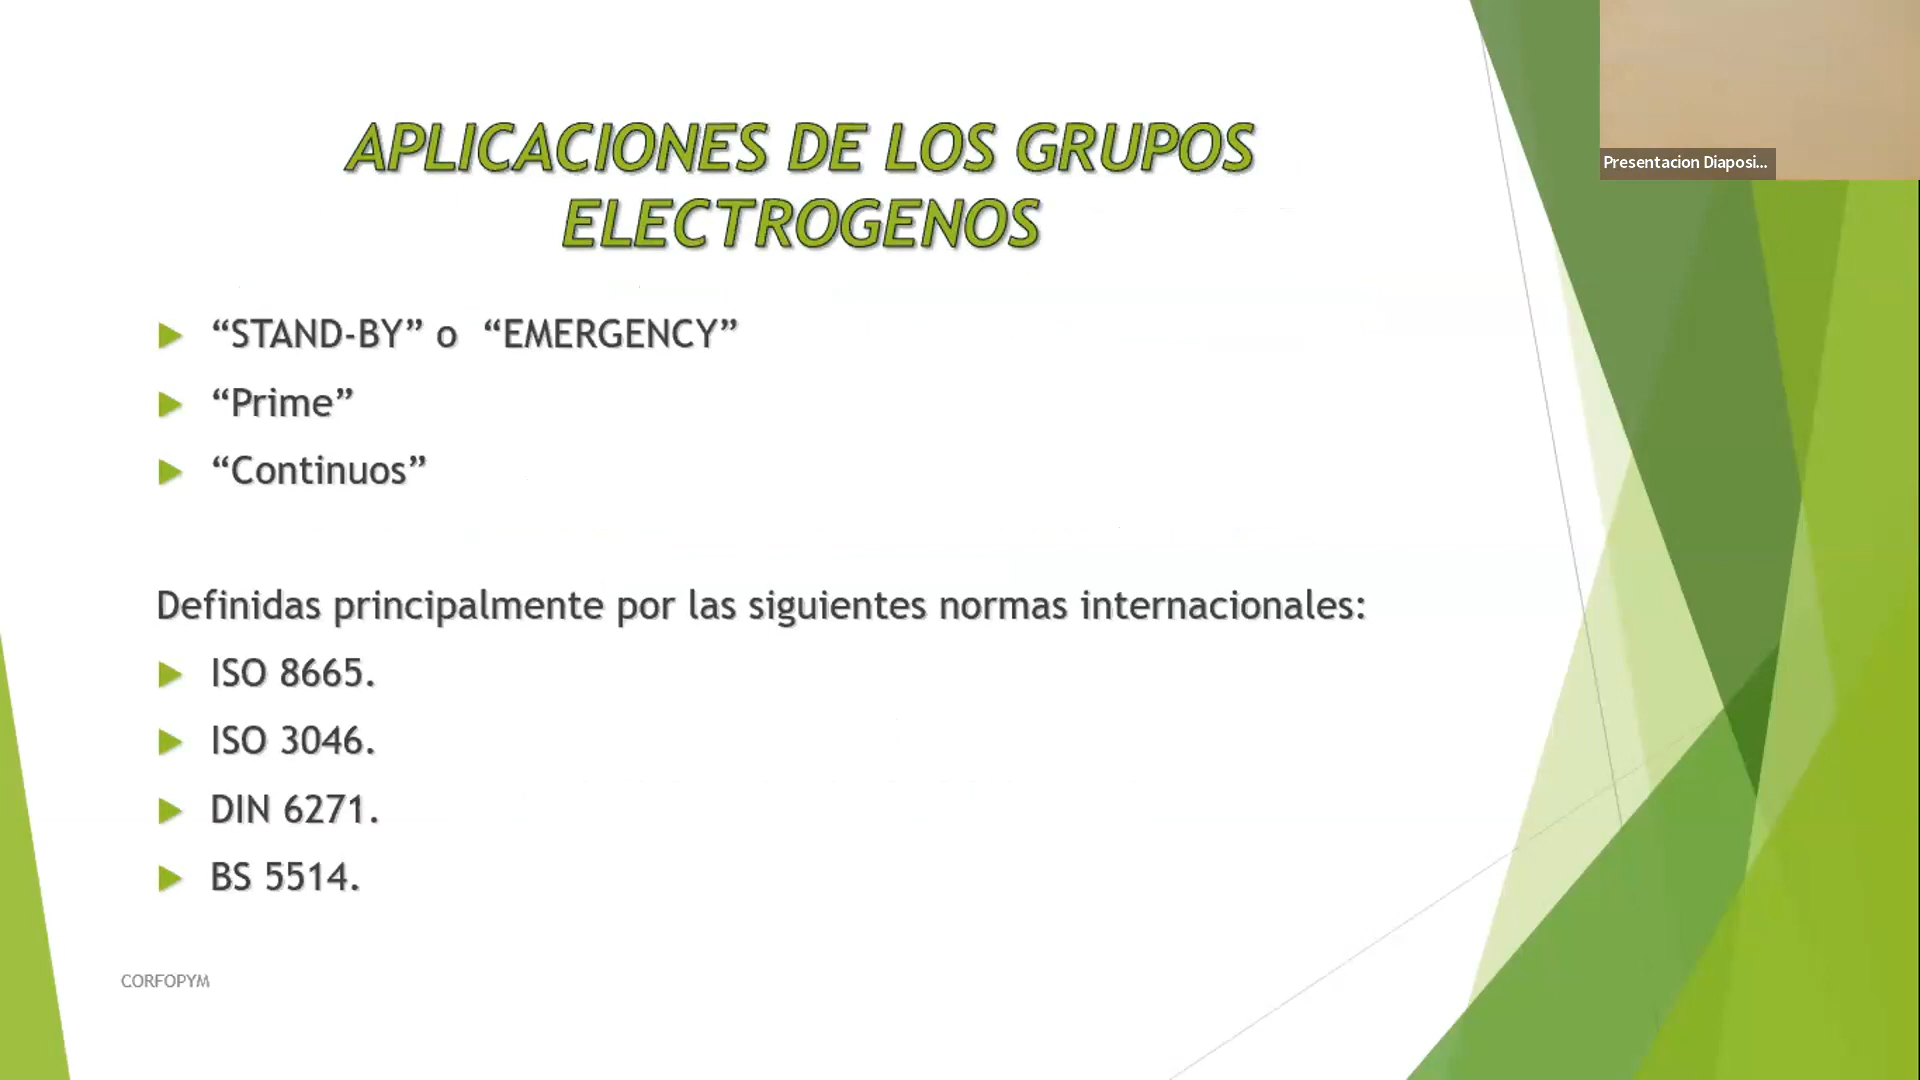 APLICACIONES DE LOS GRUPOS
ELECTROGENOS
“STAND-BY” o “EMERGENCY”
“Prime”
“Continuos”
Definidas principalmente por las siguientes normas internacionales:
ISO 8665.
ISO 3046.
DIN 6271.
BS 5514.
CORFOPYM
Presentacion Diaposi...